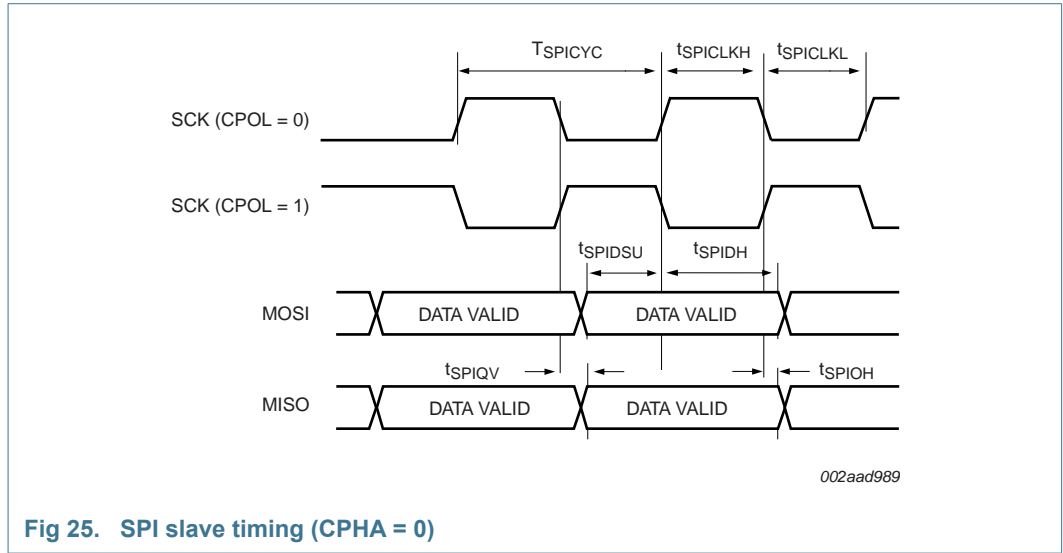 TSPICYC tSPICLKH tSPICLKL
SCK (CPOL = 0)
SCK (CPOL = 1)
tSPIDSU tSPIDH
MOSI DATA VALID DATA VALID
tSPIQV tSPIOH
MISO DATA VALID DATA VALID
002aad989
Fig 25. SPI slave timing (CPHA = 0)